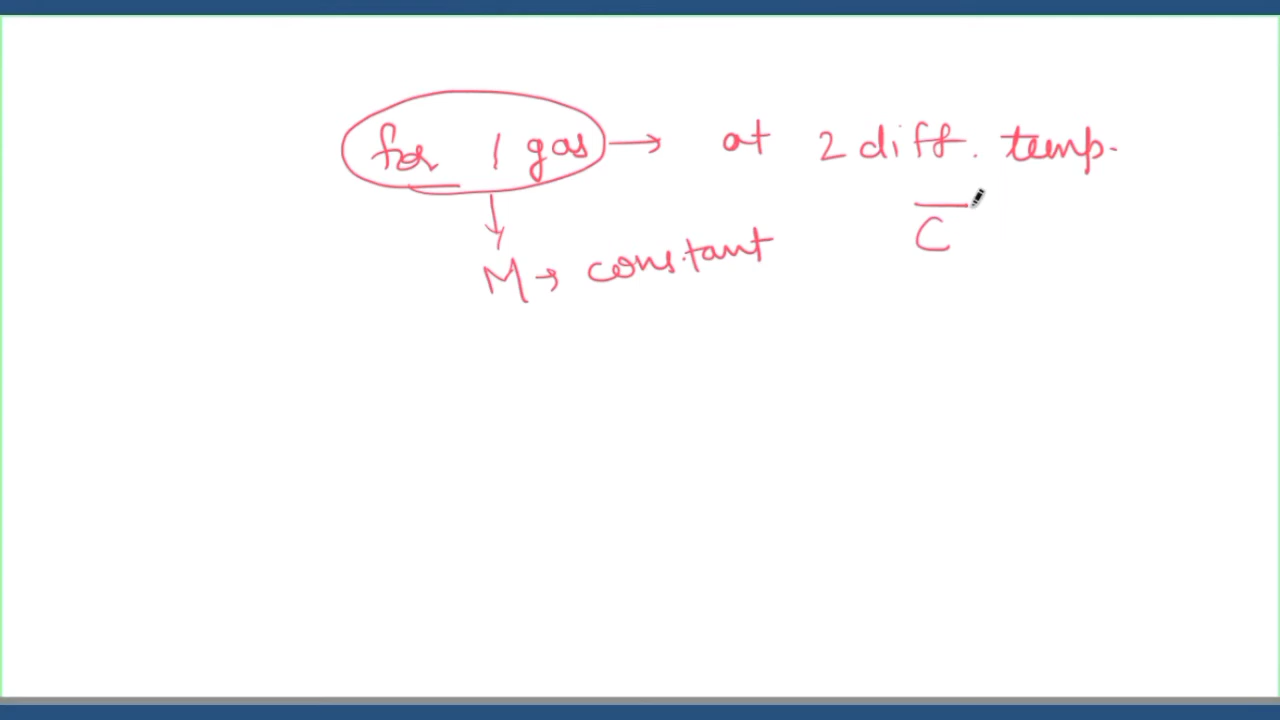 for 1 gas → at 2 diff. temp.
C̅
M → constant